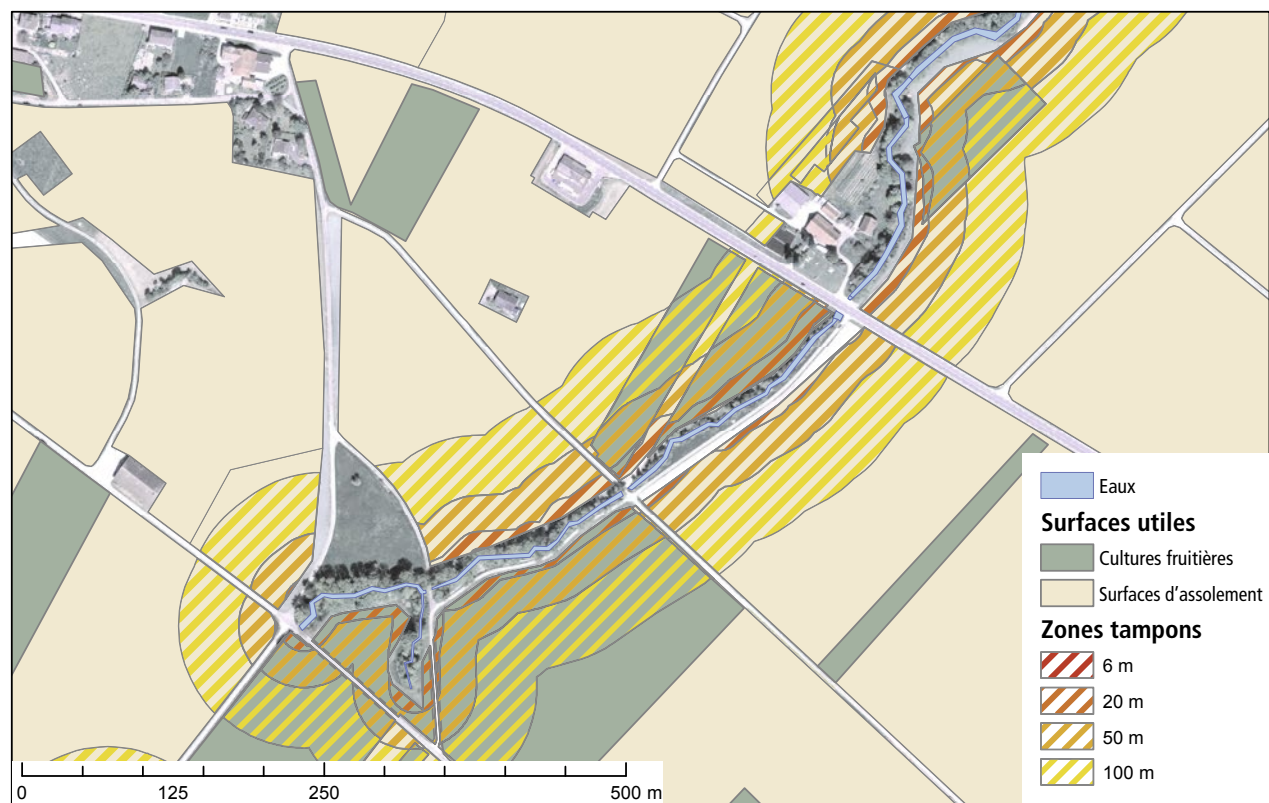 Eaux
Surfaces utiles
Cultures fruitières
Surfaces d'assolement
Zones tampons
6 m
20 m
50 m
100 m
0 125 250 500 m